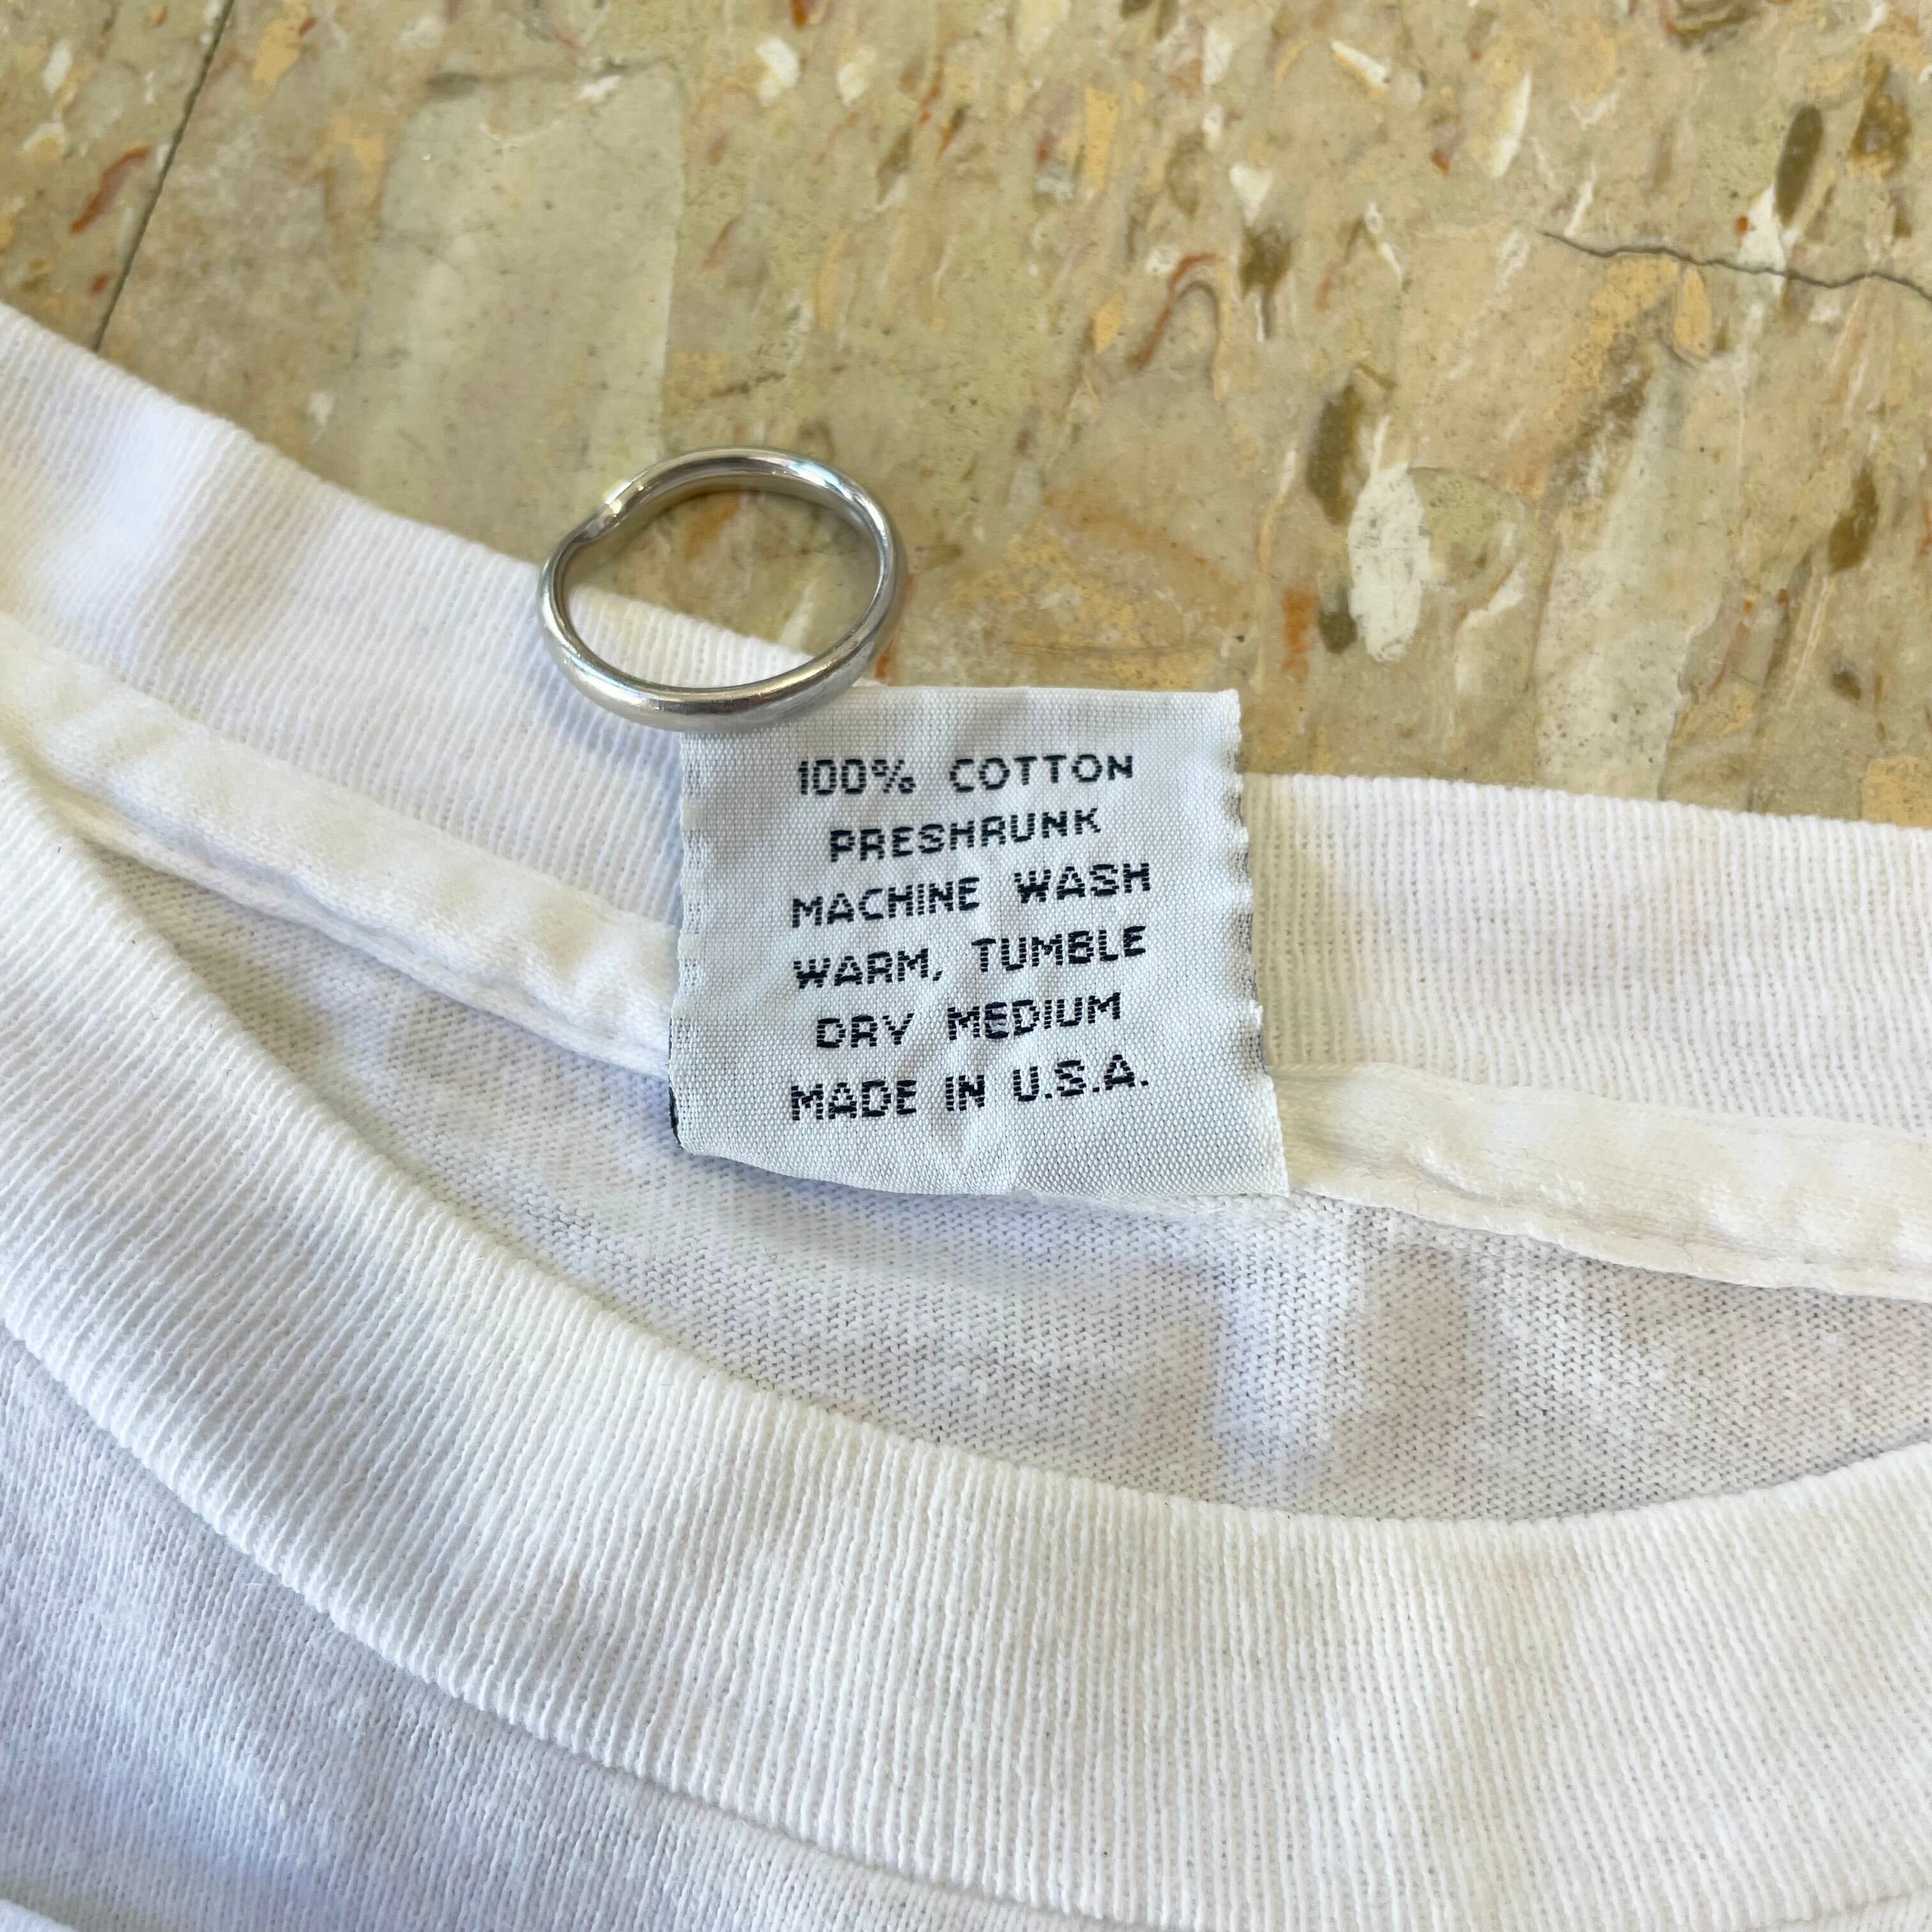 100% COTTON
PRESHRUNK
MACHINE WASH
WARM, TUMBLE
DRY MEDIUM
MADE IN U.S.A.